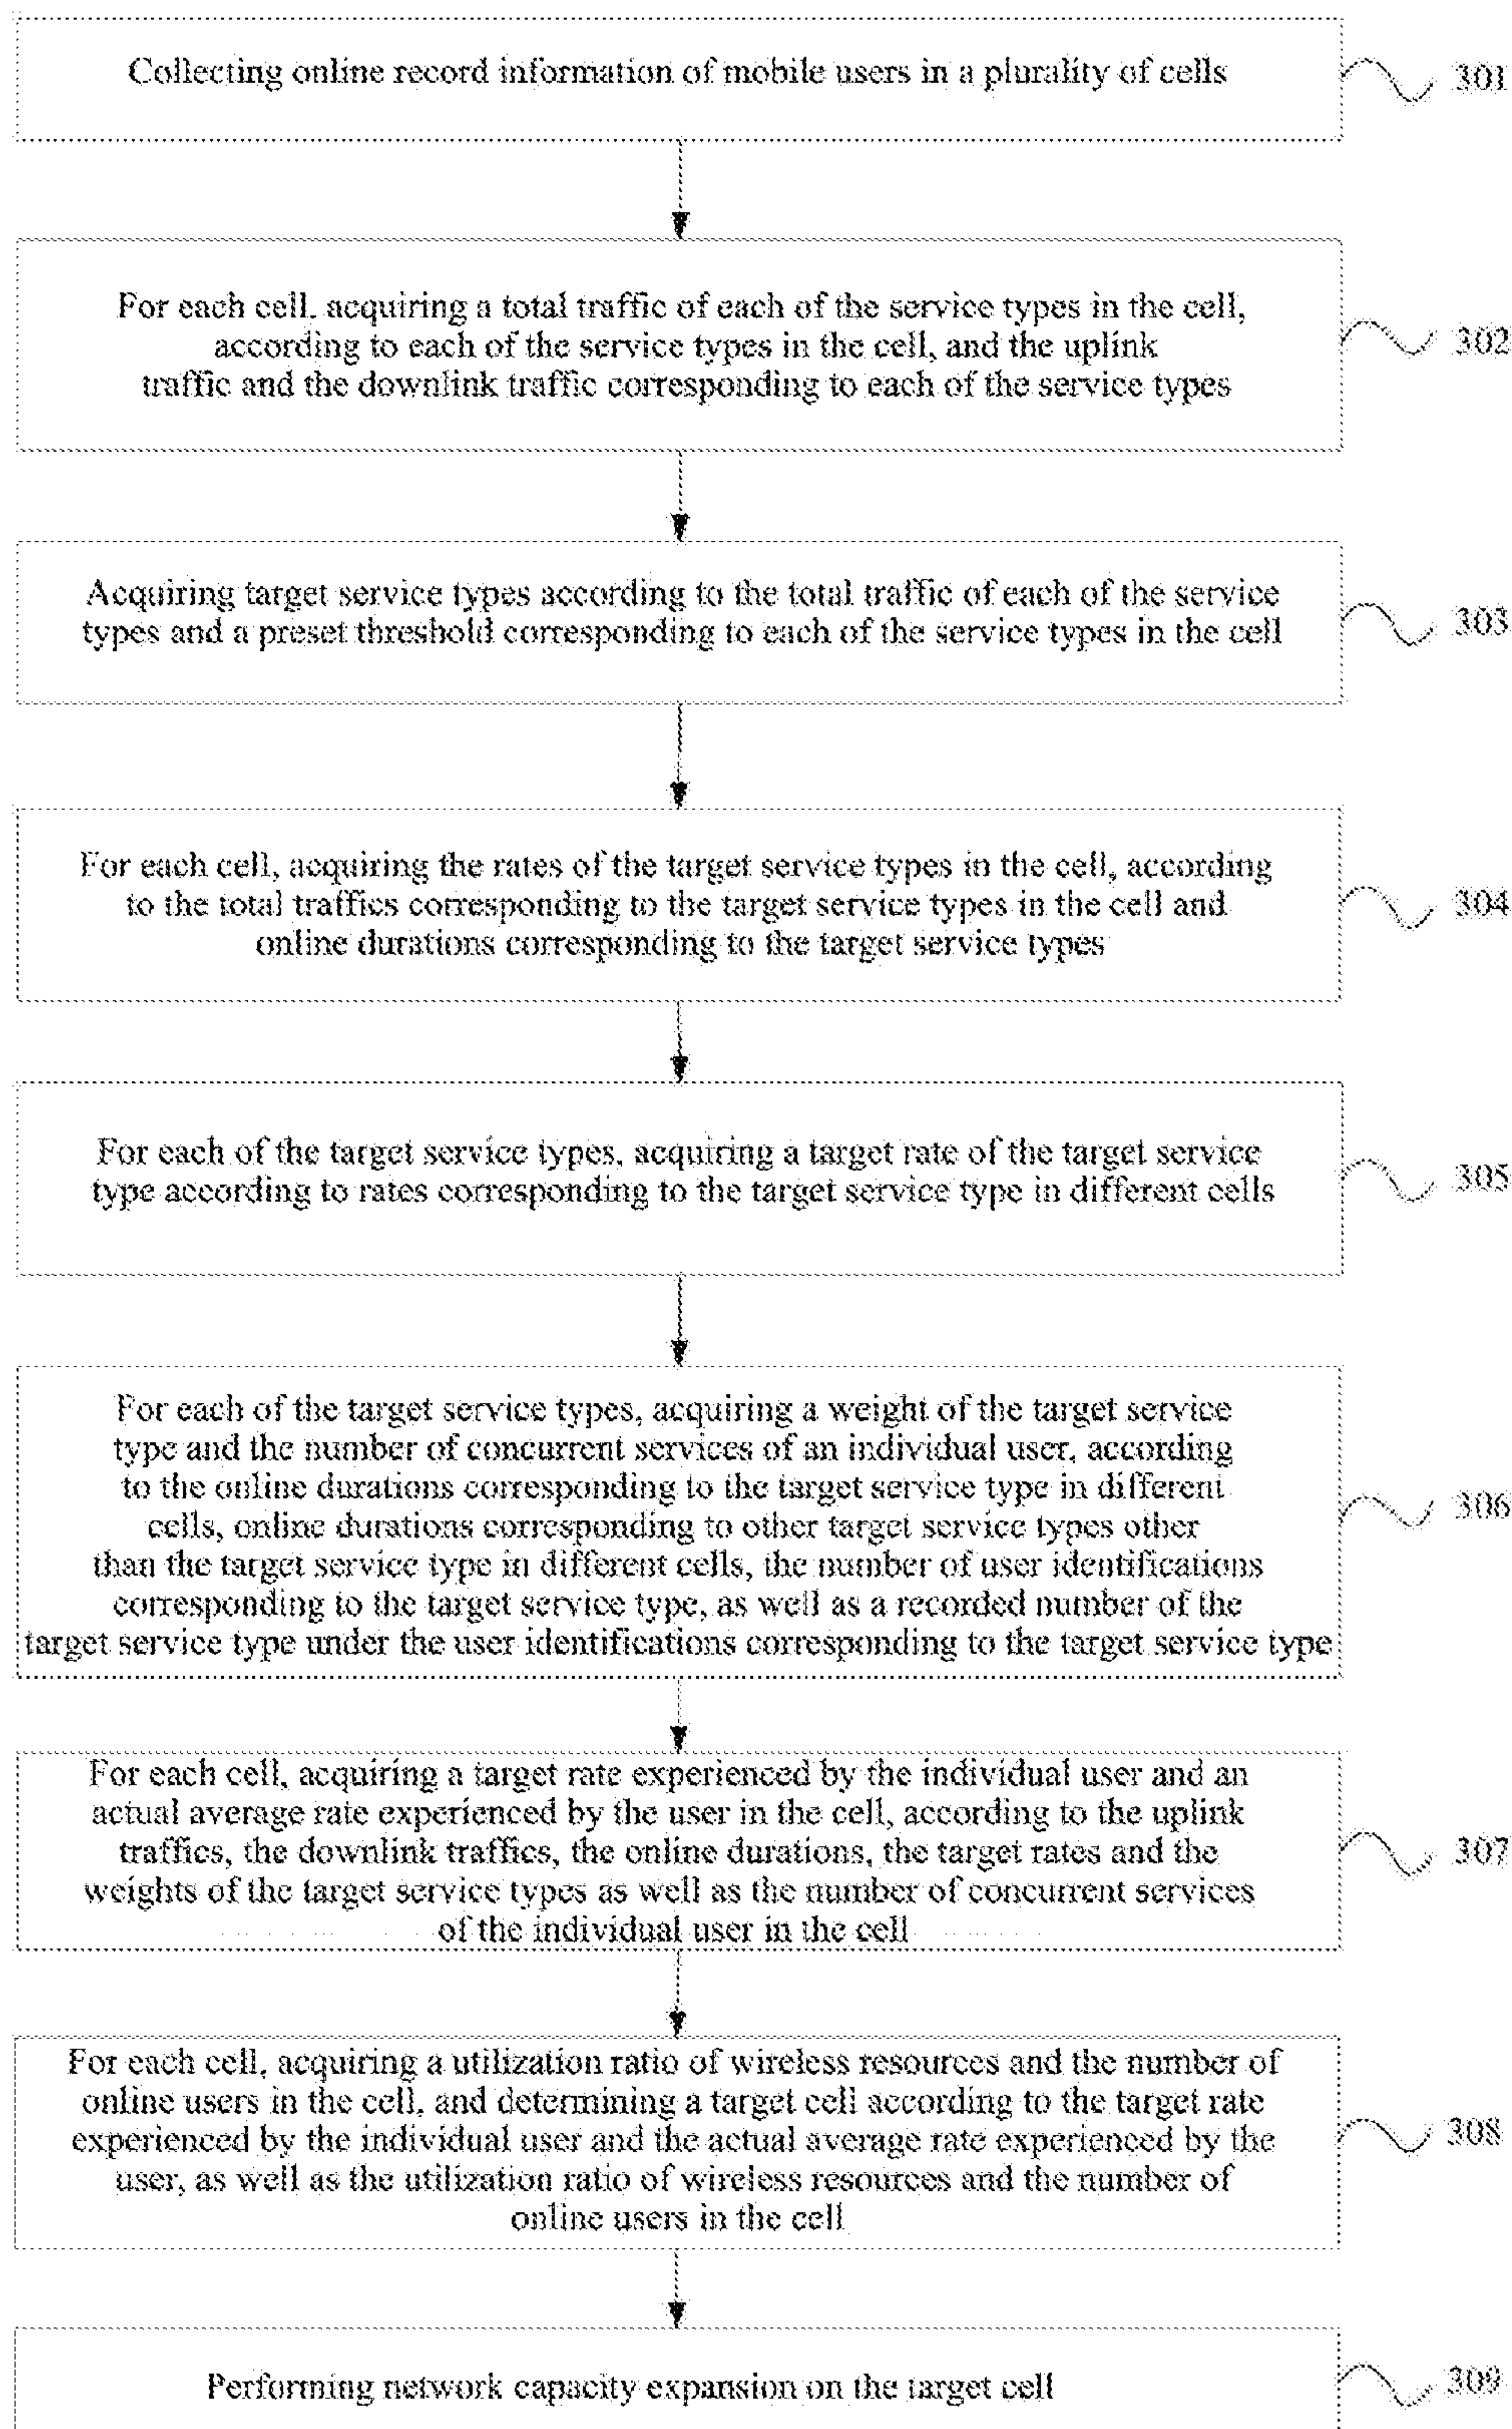 Collecting online record information of mobile users in a plurality of cells
301
For each cell, acquiring a total traffic of each of the service types in the cell,
according to each of the service types in the cell, and the uplink
traffic and the downlink traffic corresponding to each of the service types
302
Acquiring target service types according to the total traffic of each of the service
types and a preset threshold corresponding to each of the service types in the cell
303
For each cell, acquiring the rates of the target service types in the cell, according
to the total traffics corresponding to the target service types in the cell and
online durations corresponding to the target service types
304
For each of the target service types, acquiring a target rate of the target service
type according to rates corresponding to the target service type in different cells
305
For each of the target service types, acquiring a weight of the target service
type and the number of concurrent services of an individual user, according
to the online durations corresponding to the target service type in different
cells, online durations corresponding to other target service types other
than the target service type in different cells, the number of user identifications
corresponding to the target service type, as well as a recorded number of the
target service type under the user identifications corresponding to the target service type
306
For each cell, acquiring a target rate experienced by the individual user and an
actual average rate experienced by the user in the cell, according to the uplink
traffics, the downlink traffics, the online durations, the target rates and the
weights of the target service types as well as the number of concurrent services
of the individual user in the cell
307
For each cell, acquiring a utilization ratio of wireless resources and the number of
online users in the cell, and determining a target cell according to the target rate
experienced by the individual user and the actual average rate experienced by the
user, as well as the utilization ratio of wireless resources and the number of
online users in the cell
308
Performing network capacity expansion on the target cell
309